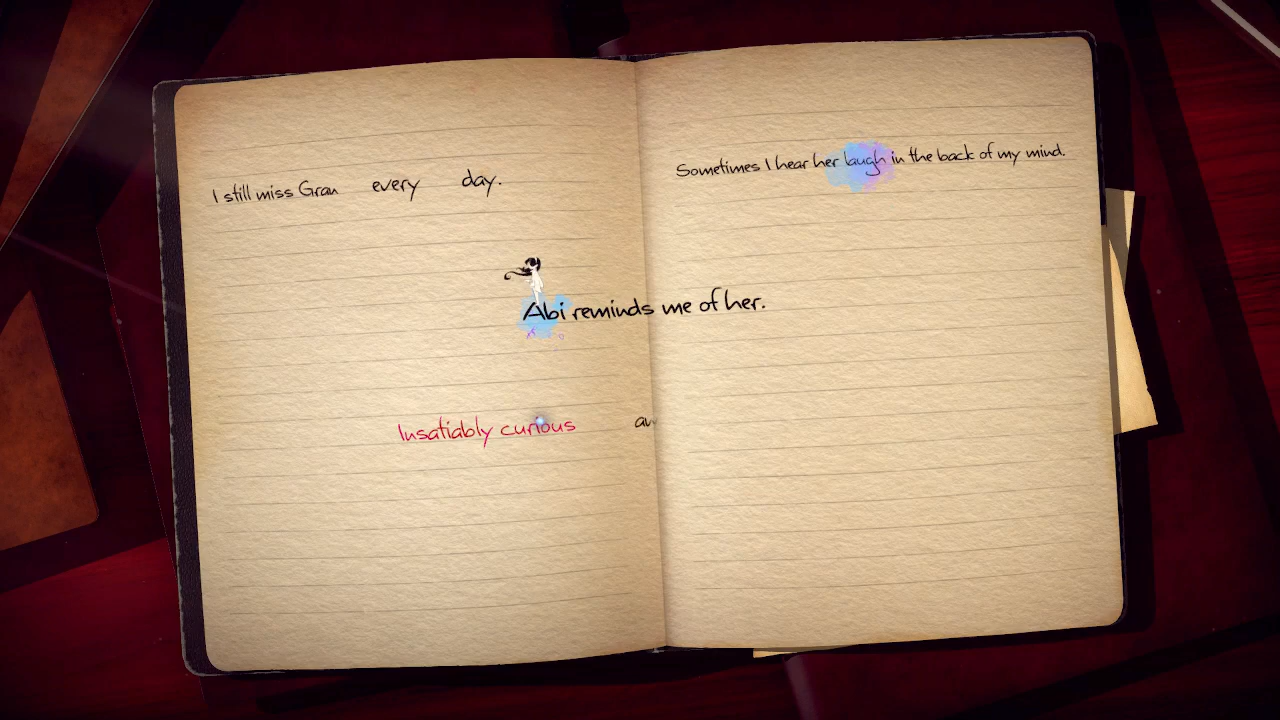 I still miss Gran every day.
Sometimes I hear her laugh in the back of my mind.
Abi reminds me of her.
Insatiably curious